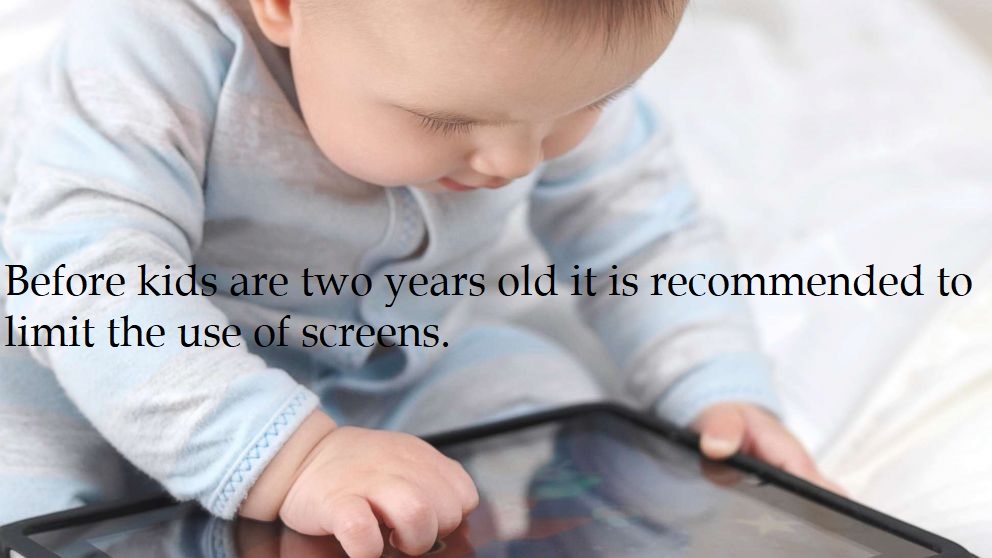 Before kids are two years old it is recommended to
limit the use of screens.